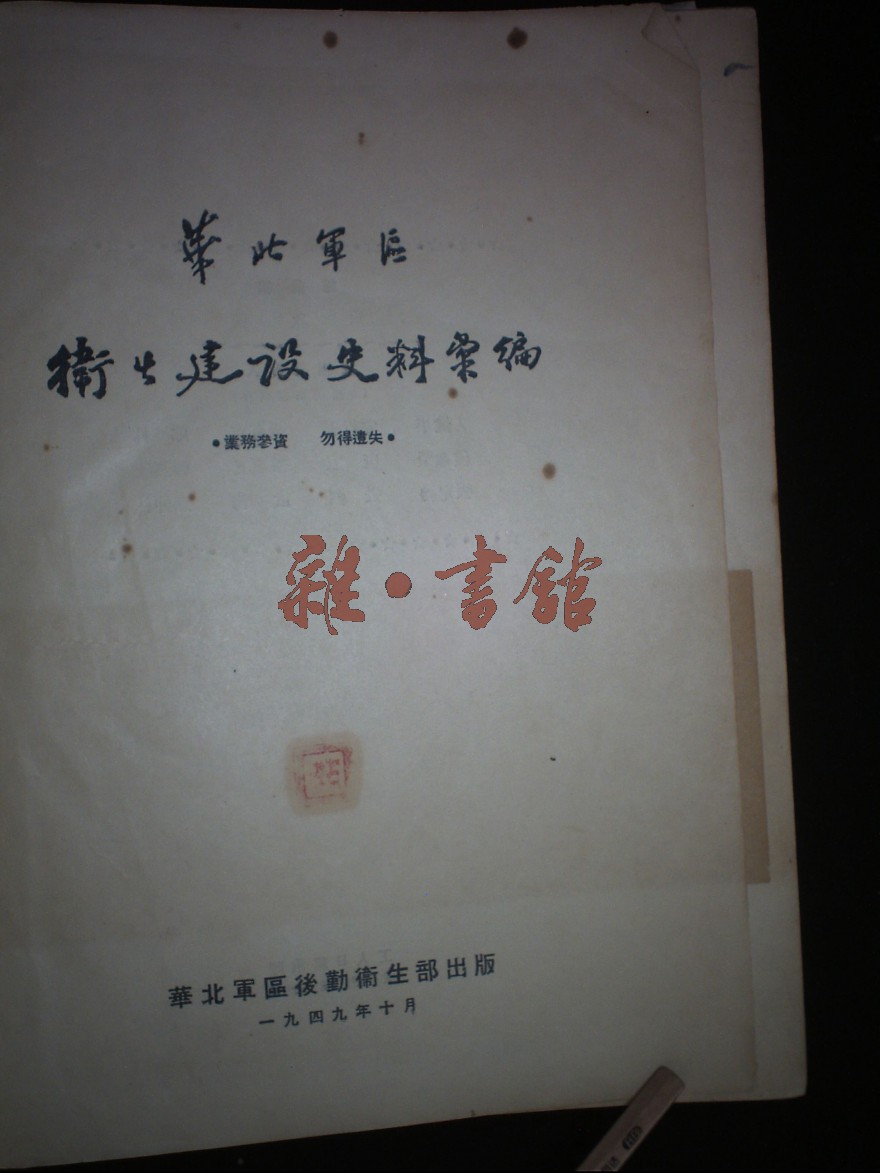 華北軍區
衛生建设史料彙編
•業務參資 勿得遺失•
雜•書館
華北軍區後勤衛生部出版
一九四九年十月